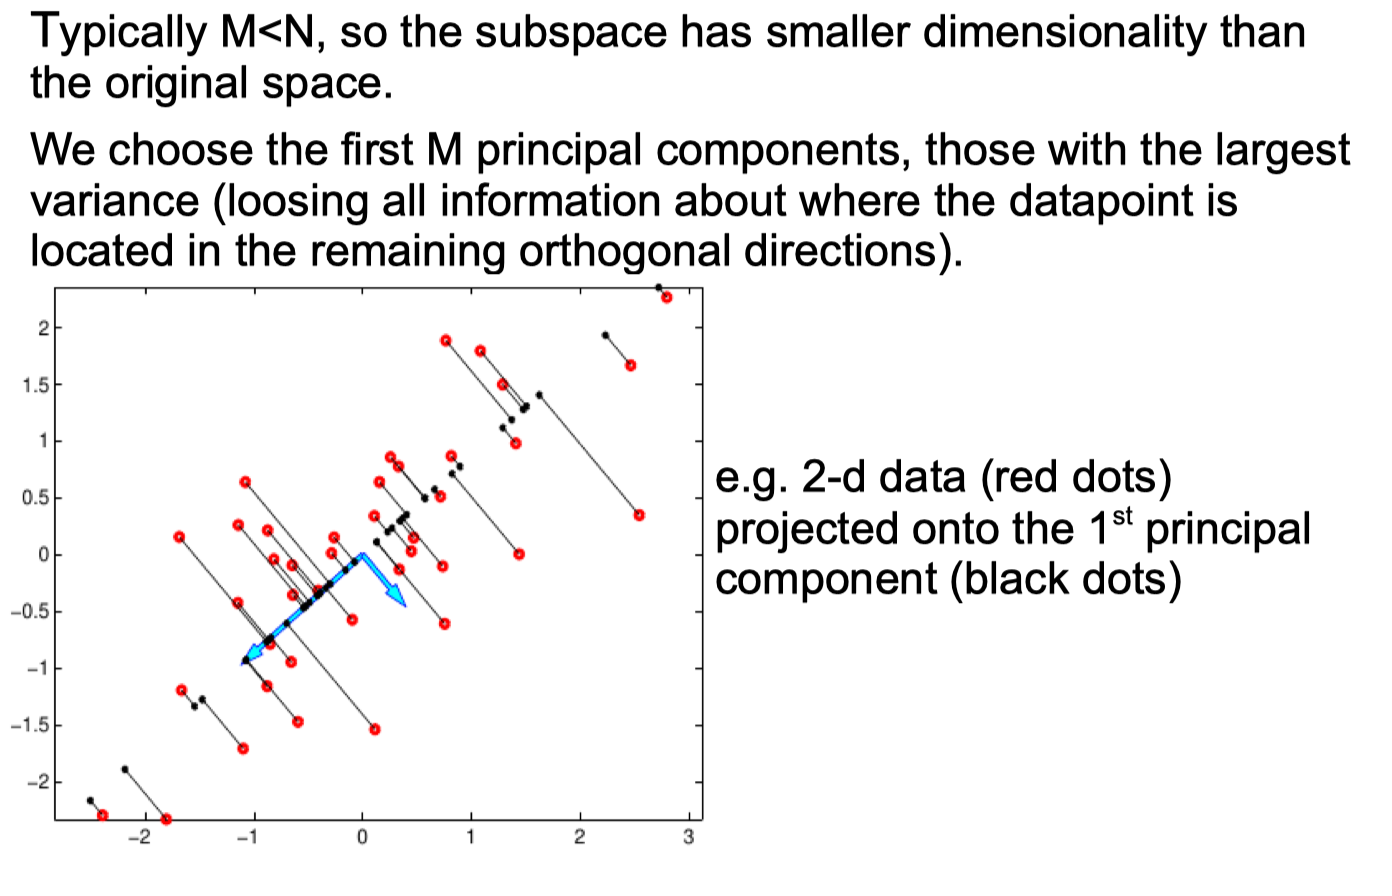 Typically M<N, so the subspace has smaller dimensionality than
the original space.
We choose the first M principal components, those with the largest
variance (loosing all information about where the datapoint is
located in the remaining orthogonal directions).
2
1.5
1
0.5
0
−0.5
−1
−1.5
−2
−2 −1 0 1 2 3
e.g. 2-d data (red dots)
projected onto the 1st principal
component (black dots)